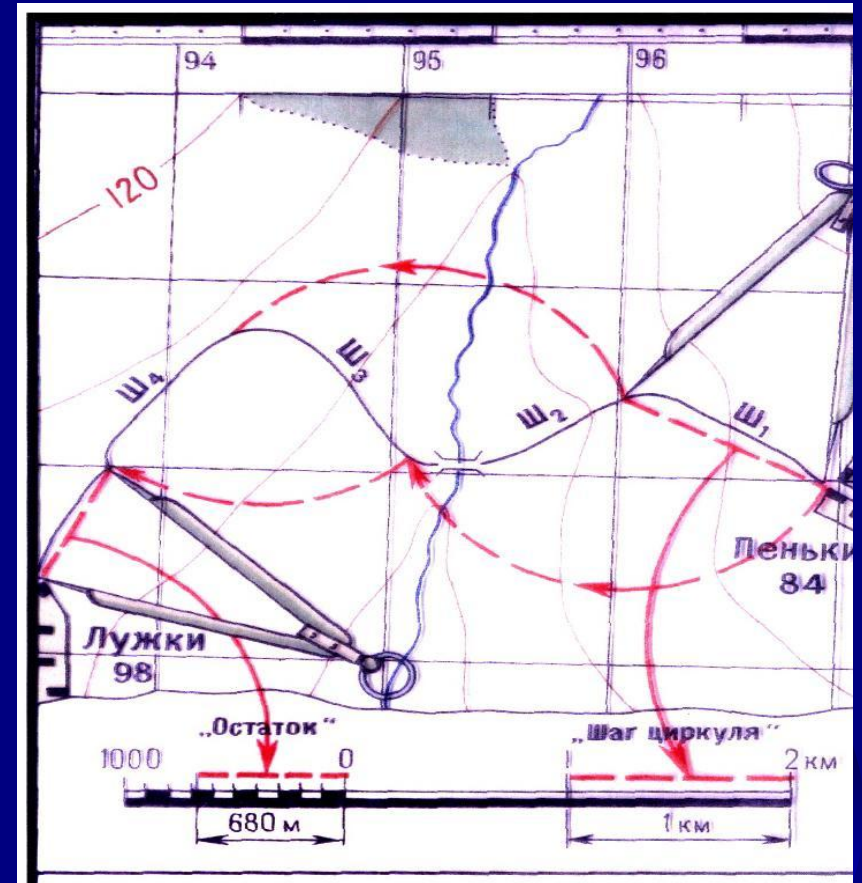 94 95 96
120
Ш₄ Ш₃ Ш₂ Ш₁
Пеньки
84
Лужки
98
„Остаток“ „Шаг циркуля“
1000 0 2 км
680 м 1 км